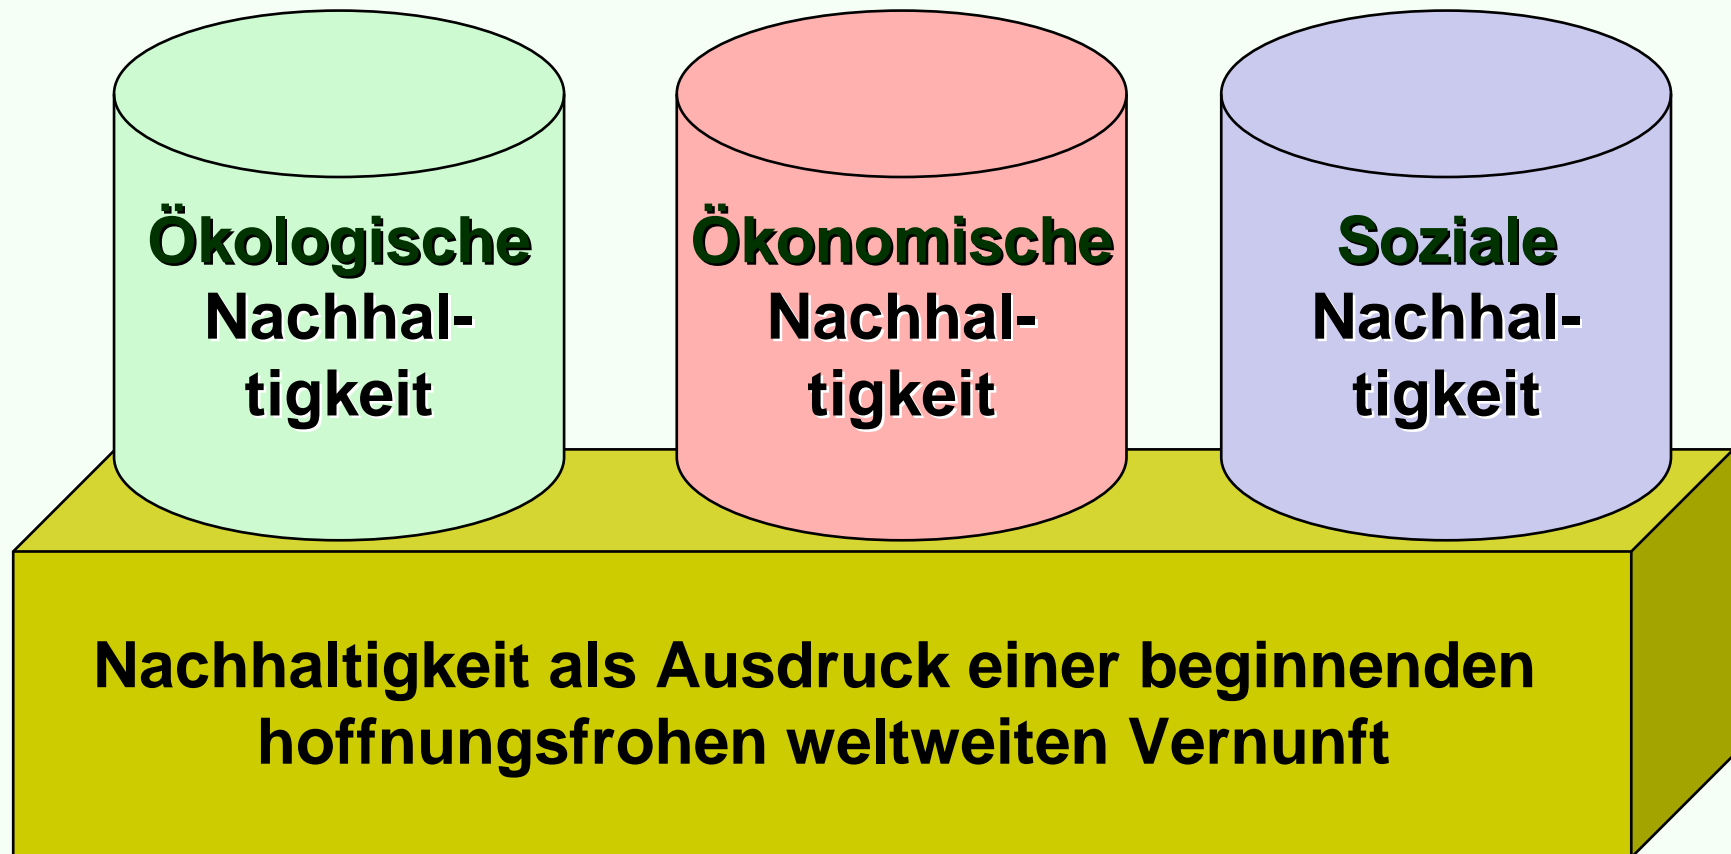 Ökologische
Nachhal-
tigkeit
Ökonomische
Nachhal-
tigkeit
Soziale
Nachhal-
tigkeit
Nachhaltigkeit als Ausdruck einer beginnenden
hoffnungsfrohen weltweiten Vernunft